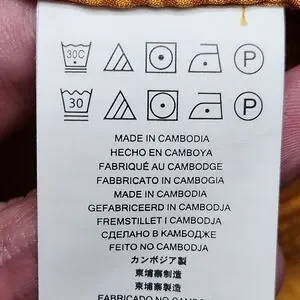 30C P
30 P
MADE IN CAMBODIA
HECHO EN CAMBOYA
FABRIQUÉ AU CAMBODGE
FABBRICATO IN CAMBOGIA
MADE IN CAMBODIA
GEFABRICEERD IN CAMBODJA
FREMSTILLET I CAMBODJA
СДЕЛАНО В КАМБОДЖЕ
FEITO NO CAMBODJA
カンボジア製
柬埔寨制造
柬埔寨製造
FABRICADO NO CAMBOJA